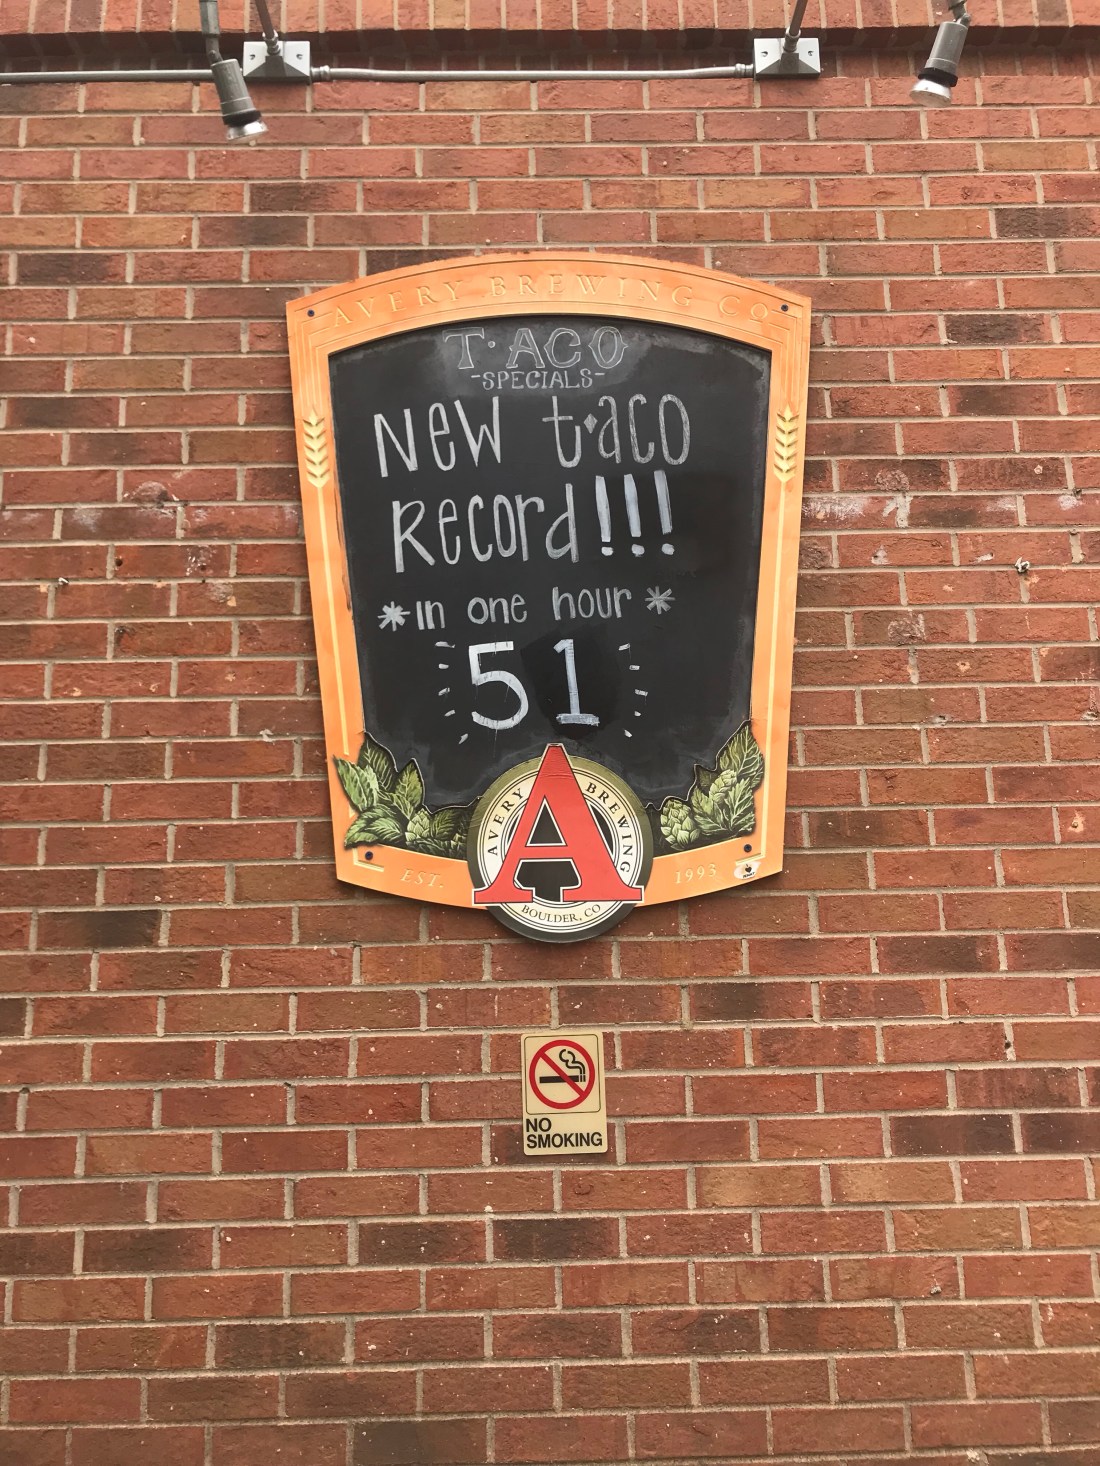 AVERY BREWING CO
T·ACO
-SPECIALS-
New t·aco
Record!!!
*in one hour*
51
AVERY BREWING
A
BOULDER, CO
EST. 1993
NO
SMOKING